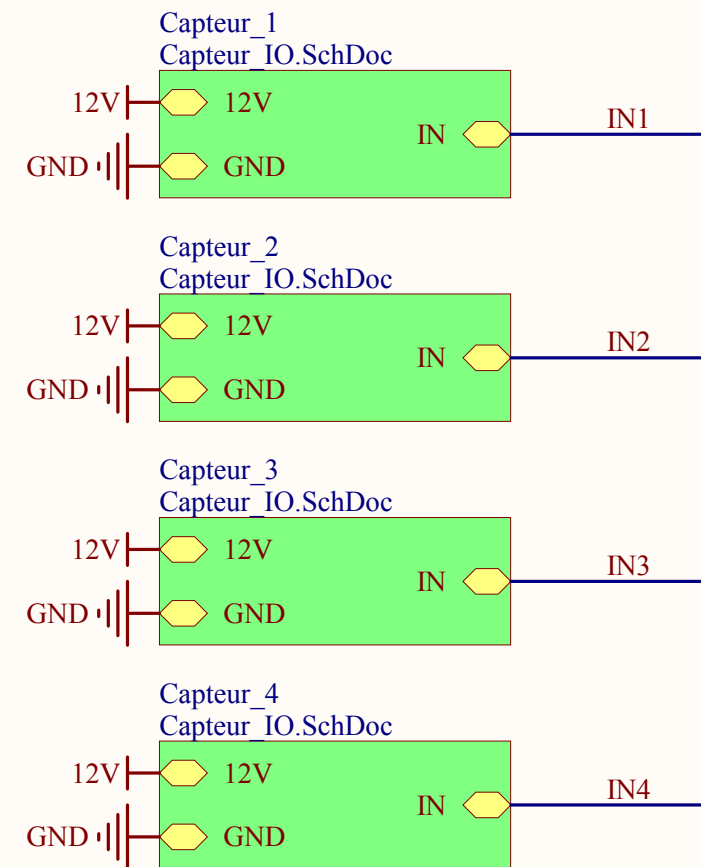 Capteur_1
Capteur_IO.SchDoc
12V 12V
IN IN1
GND GND
Capteur_2
Capteur_IO.SchDoc
12V 12V
IN IN2
GND GND
Capteur_3
Capteur_IO.SchDoc
12V 12V
IN IN3
GND GND
Capteur_4
Capteur_IO.SchDoc
12V 12V
IN IN4
GND GND